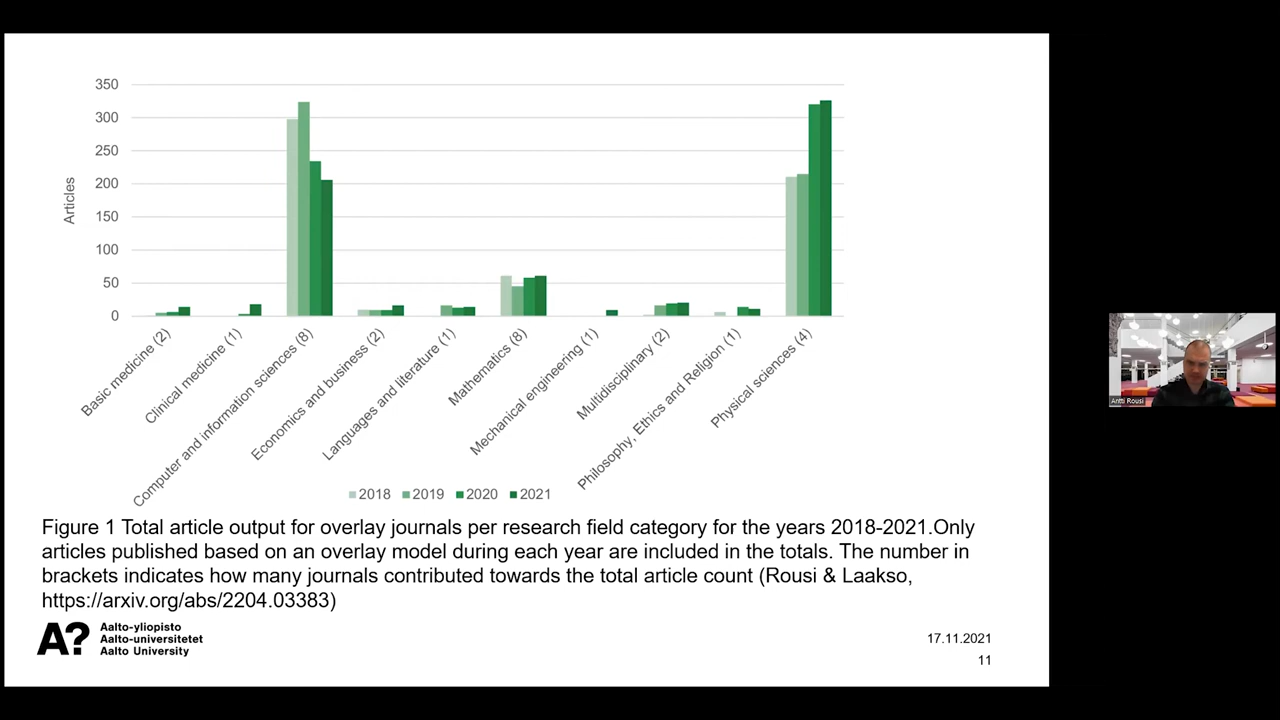 350
300
250
200
150
100
50
0
Articles
Basic medicine (2)
Clinical medicine (1)
Computer and information sciences (8)
Economics and business (2)
Languages and literature (1)
Mathematics (8)
Mechanical engineering (1)
Multidisciplinary (2)
Philosophy, Ethics and Religion (1)
Physical sciences (4)
2018 2019 2020 2021
Figure 1 Total article output for overlay journals per research field category for the years 2018-2021.Only
articles published based on an overlay model during each year are included in the totals. The number in
brackets indicates how many journals contributed towards the total article count (Rousi & Laakso,
https://arxiv.org/abs/2204.03383)
A?
Aalto-yliopisto
Aalto-universitetet
Aalto University
17.11.2021
11
Antti Rousi